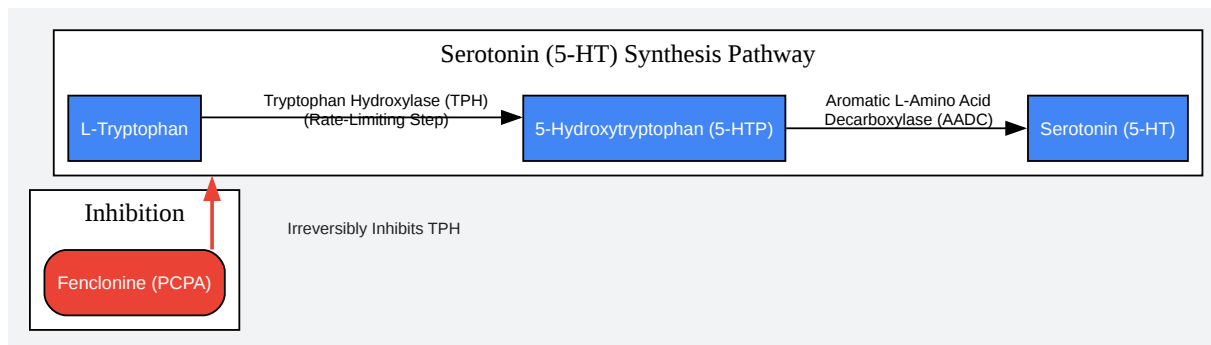 Serotonin (5-HT) Synthesis Pathway
L-Tryptophan
Tryptophan Hydroxylase (TPH)
(Rate-Limiting Step)
5-Hydroxytryptophan (5-HTP)
Aromatic L-Amino Acid
Decarboxylase (AADC)
Serotonin (5-HT)
Inhibition
Irreversibly Inhibits TPH
Fenclonine (PCPA)